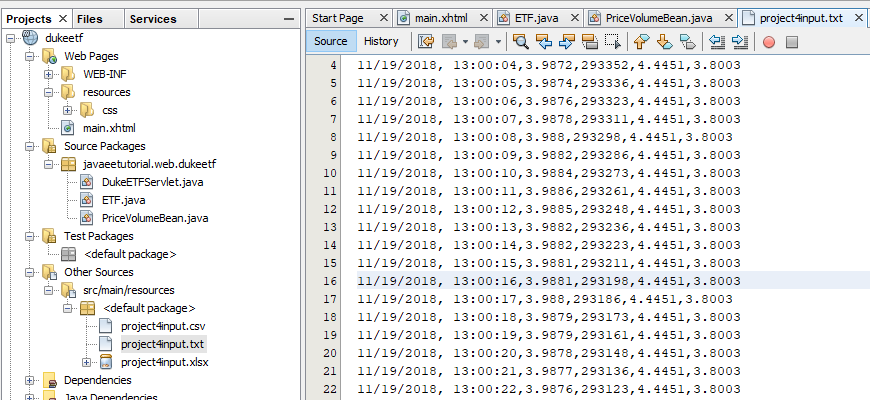 Projects Files Services
dukeetf
Web Pages
WEB-INF
resources
css
main.xhtml
Source Packages
javaeetutorial.web.dukeetf
DukeETFServlet.java
ETF.java
PriceVolumeBean.java
Test Packages
<default package>
Other Sources
src/main/resources
<default package>
project4input.csv
project4input.txt
project4input.xlsx
Dependencies
Java Dependencies
Start Page main.xhtml ETF.java PriceVolumeBean.java project4input.txt
Source History
4 11/19/2018, 13:00:04,3.9872,293352,4.4451,3.8003
5 11/19/2018, 13:00:05,3.9874,293336,4.4451,3.8003
6 11/19/2018, 13:00:06,3.9876,293323,4.4451,3.8003
7 11/19/2018, 13:00:07,3.9878,293311,4.4451,3.8003
8 11/19/2018, 13:00:08,3.988,293298,4.4451,3.8003
9 11/19/2018, 13:00:09,3.9882,293286,4.4451,3.8003
10 11/19/2018, 13:00:10,3.9884,293273,4.4451,3.8003
11 11/19/2018, 13:00:11,3.9886,293261,4.4451,3.8003
12 11/19/2018, 13:00:12,3.9885,293248,4.4451,3.8003
13 11/19/2018, 13:00:13,3.9882,293236,4.4451,3.8003
14 11/19/2018, 13:00:14,3.9882,293223,4.4451,3.8003
15 11/19/2018, 13:00:15,3.9881,293211,4.4451,3.8003
16 11/19/2018, 13:00:16,3.9881,293198,4.4451,3.8003
17 11/19/2018, 13:00:17,3.988,293186,4.4451,3.8003
18 11/19/2018, 13:00:18,3.9879,293173,4.4451,3.8003
19 11/19/2018, 13:00:19,3.9879,293161,4.4451,3.8003
20 11/19/2018, 13:00:20,3.9878,293148,4.4451,3.8003
21 11/19/2018, 13:00:21,3.9877,293136,4.4451,3.8003
22 11/19/2018, 13:00:22,3.9876,293123,4.4451,3.8003